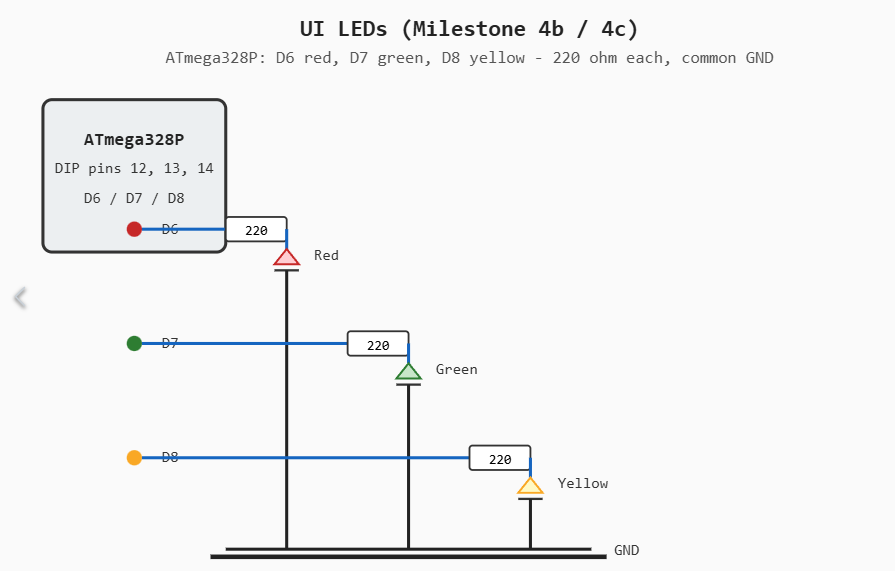 UI LEDs (Milestone 4b / 4c)
ATmega328P: D6 red, D7 green, D8 yellow - 220 ohm each, common GND
ATmega328P
DIP pins 12, 13, 14
D6 / D7 / D8
D6
220
Red
D7
220
Green
D8
220
Yellow
GND